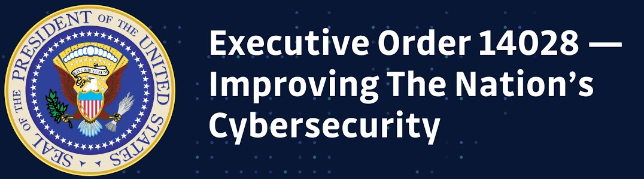 SEAL OF THE PRESIDENT OF THE UNITED STATES
Executive Order 14028 —
Improving The Nation’s
Cybersecurity